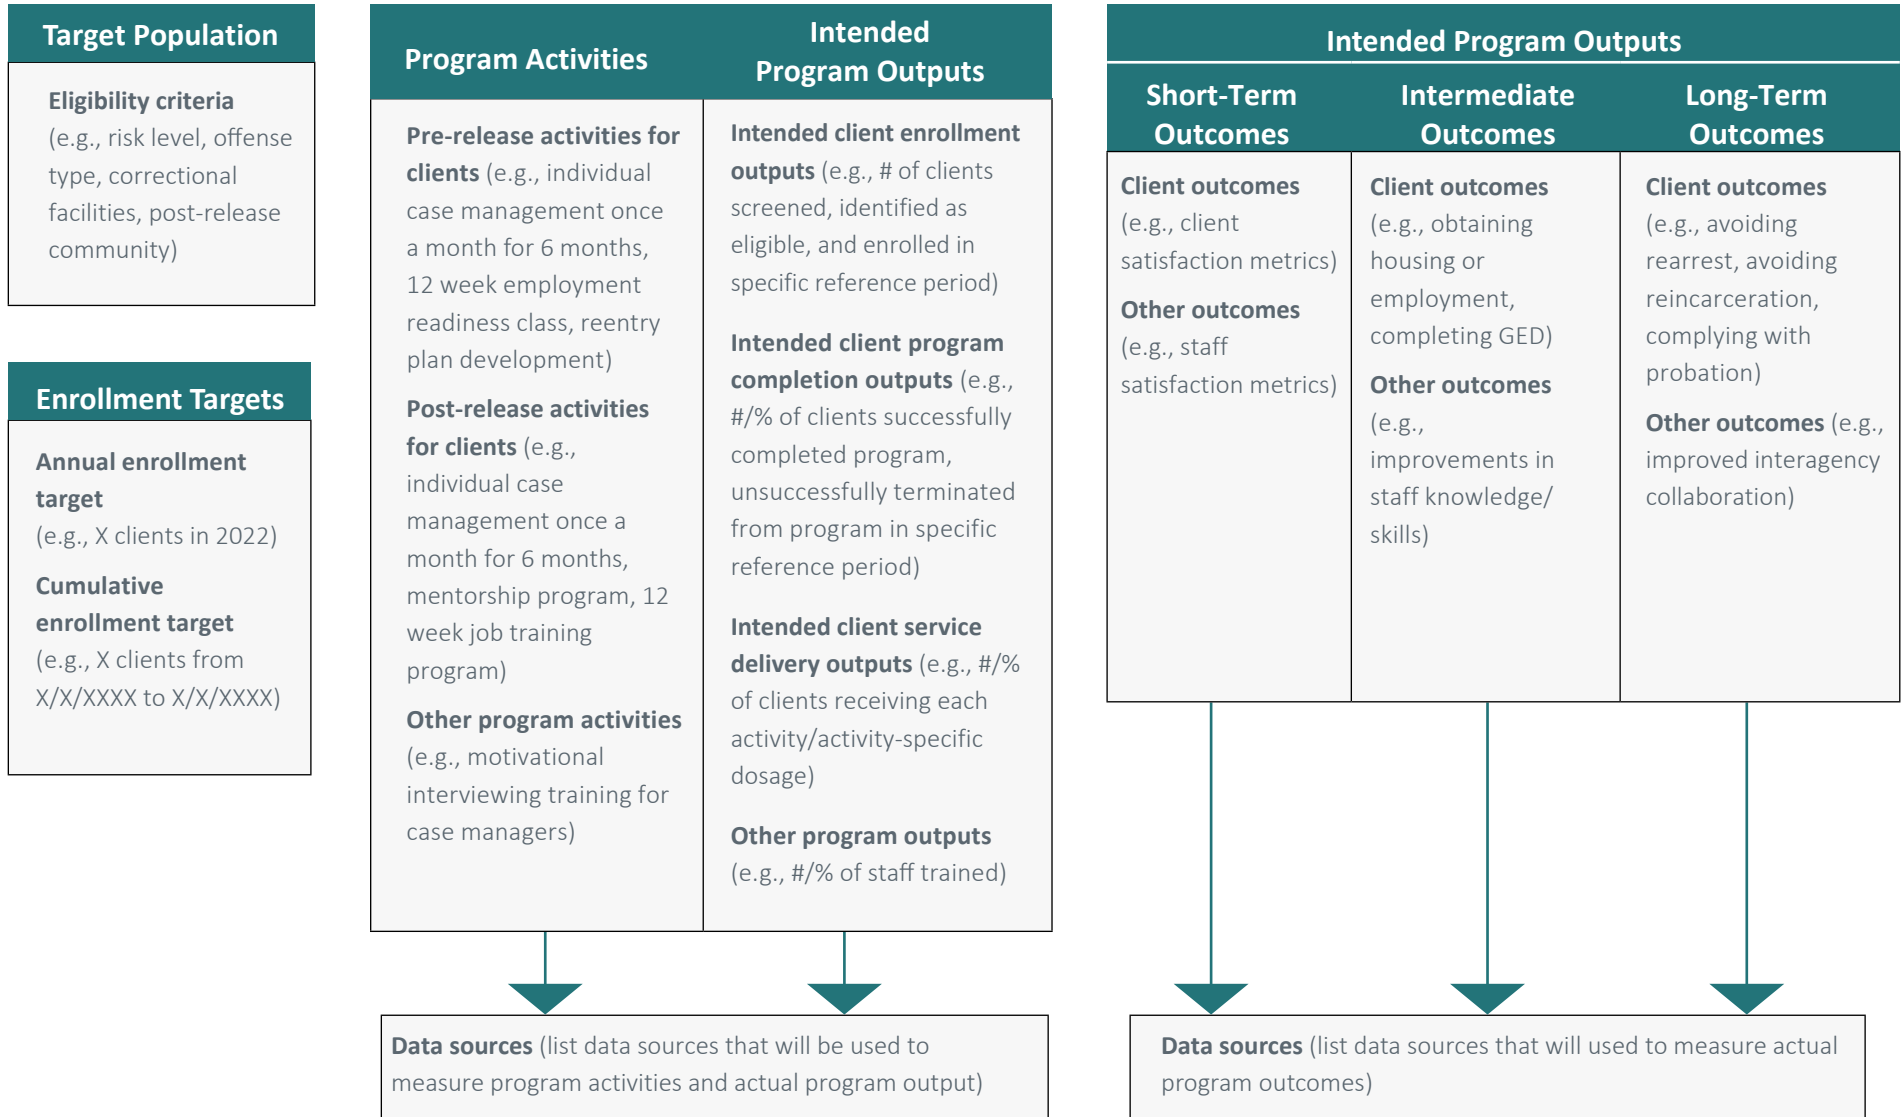 Target Population
Eligibility criteria
(e.g., risk level, offense
type, correctional
facilities, post-release
community)
Enrollment Targets
Annual enrollment
target
(e.g., X clients in 2022)
Cumulative
enrollment target
(e.g., X clients from
X/X/XXXX to X/X/XXXX)
Program Activities
Pre-release activities for
clients (e.g., individual
case management once
a month for 6 months,
12 week employment
readiness class, reentry
plan development)
Post-release activities
for clients (e.g.,
individual case
management once a
month for 6 months,
mentorship program, 12
week job training
program)
Other program activities
(e.g., motivational
interviewing training for
case managers)
Intended
Program Outputs
Intended client enrollment
outputs (e.g., # of clients
screened, identified as
eligible, and enrolled in
specific reference period)
Intended client program
completion outputs (e.g.,
#/% of clients successfully
completed program,
unsuccessfully terminated
from program in specific
reference period)
Intended client service
delivery outputs (e.g., #/%
of clients receiving each
activity/activity-specific
dosage)
Other program outputs
(e.g., #/% of staff trained)
Data sources (list data sources that will be used to
measure program activities and actual program output)
Intended Program Outputs
Short-Term
Outcomes
Client outcomes
(e.g., client
satisfaction metrics)
Other outcomes
(e.g., staff
satisfaction metrics)
Intermediate
Outcomes
Client outcomes
(e.g., obtaining
housing or
employment,
completing GED)
Other outcomes
(e.g.,
improvements in
staff knowledge/
skills)
Long-Term
Outcomes
Client outcomes
(e.g., avoiding
rearrest, avoiding
reincarceration,
complying with
probation)
Other outcomes (e.g.,
improved interagency
collaboration)
Data sources (list data sources that will used to measure actual
program outcomes)